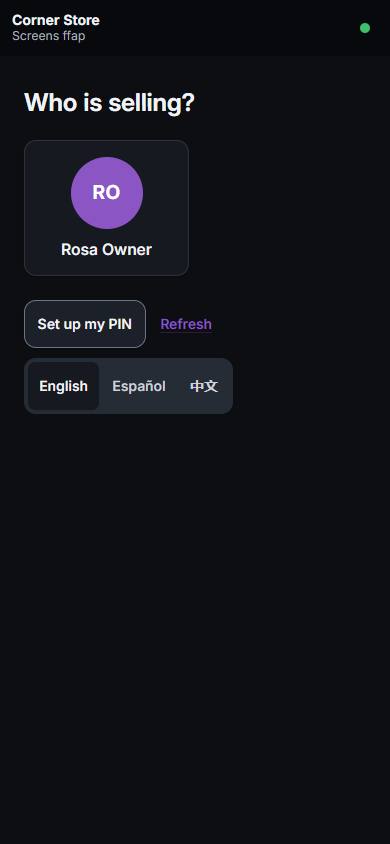 Corner Store
Screens ffap
Who is selling?
RO
Rosa Owner
Set up my PIN
Refresh
English
Español
中文